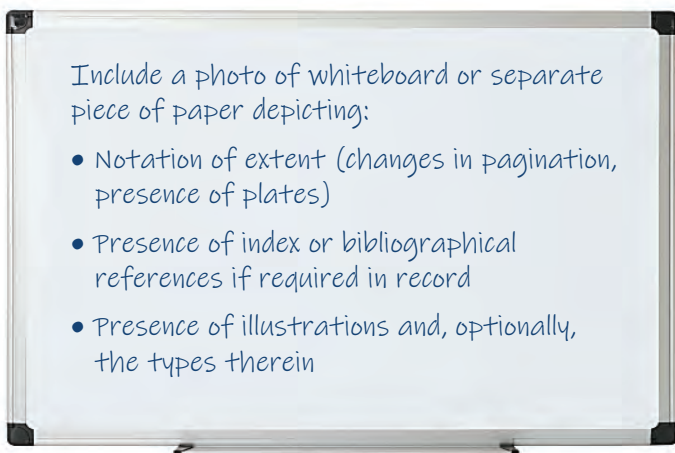 Include a photo of whiteboard or separate
piece of paper depicting:
• Notation of extent (changes in pagination,
presence of plates)
• Presence of index or bibliographical
references if required in record
• Presence of illustrations and, optionally,
the types therein